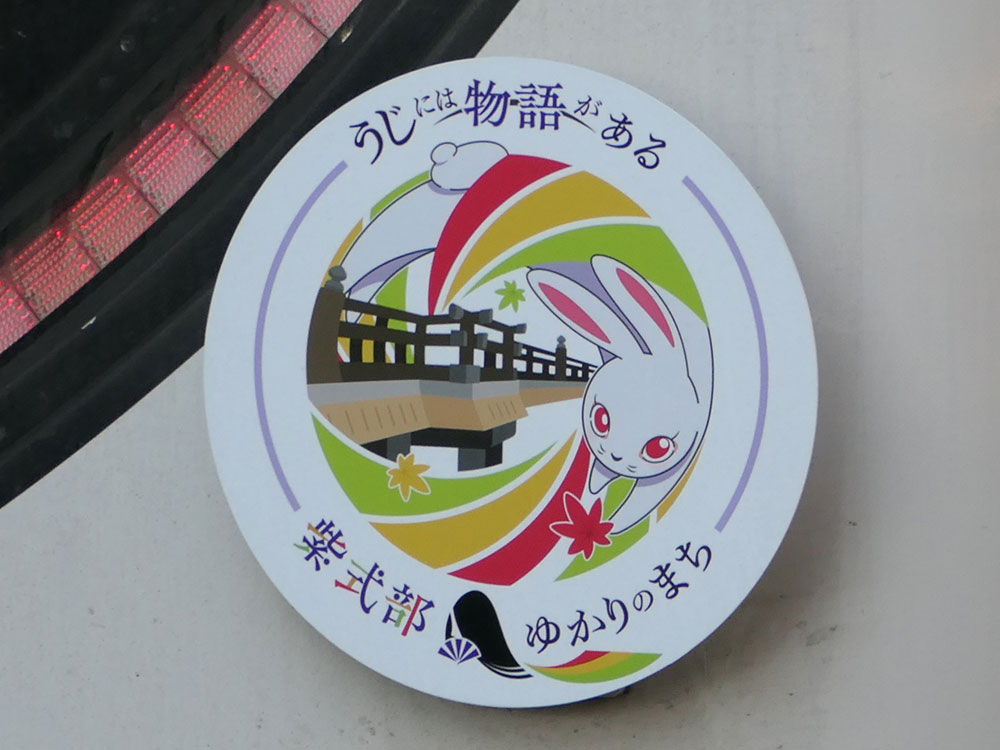 うじには物語がある
紫式部
ゆかりのまち